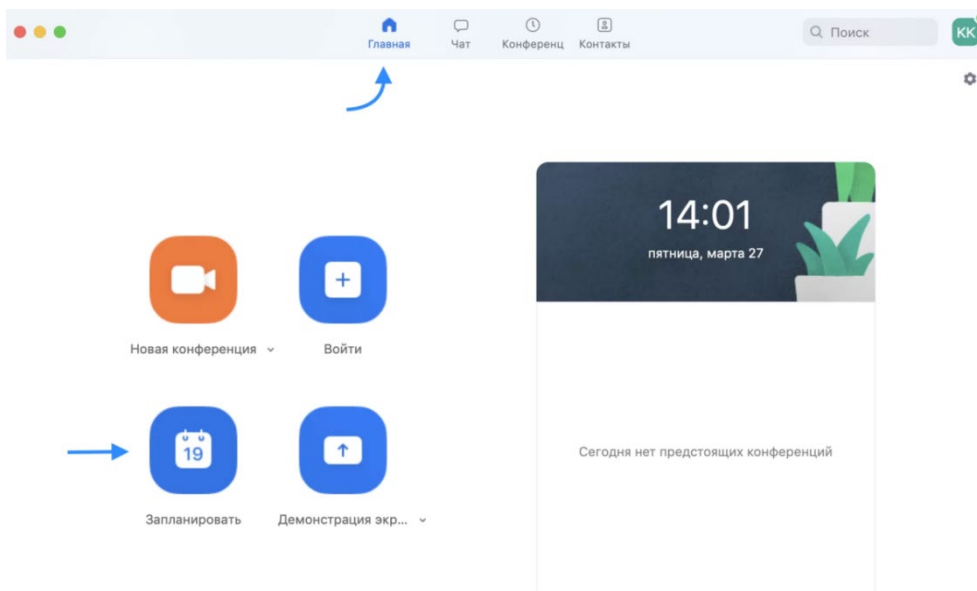 Главная
Чат
Конференц
Контакты
Поиск
KK
14:01
пятница, марта 27
Новая конференция
Войти
19
Запланировать
Демонстрация экр...
Сегодня нет предстоящих конференций